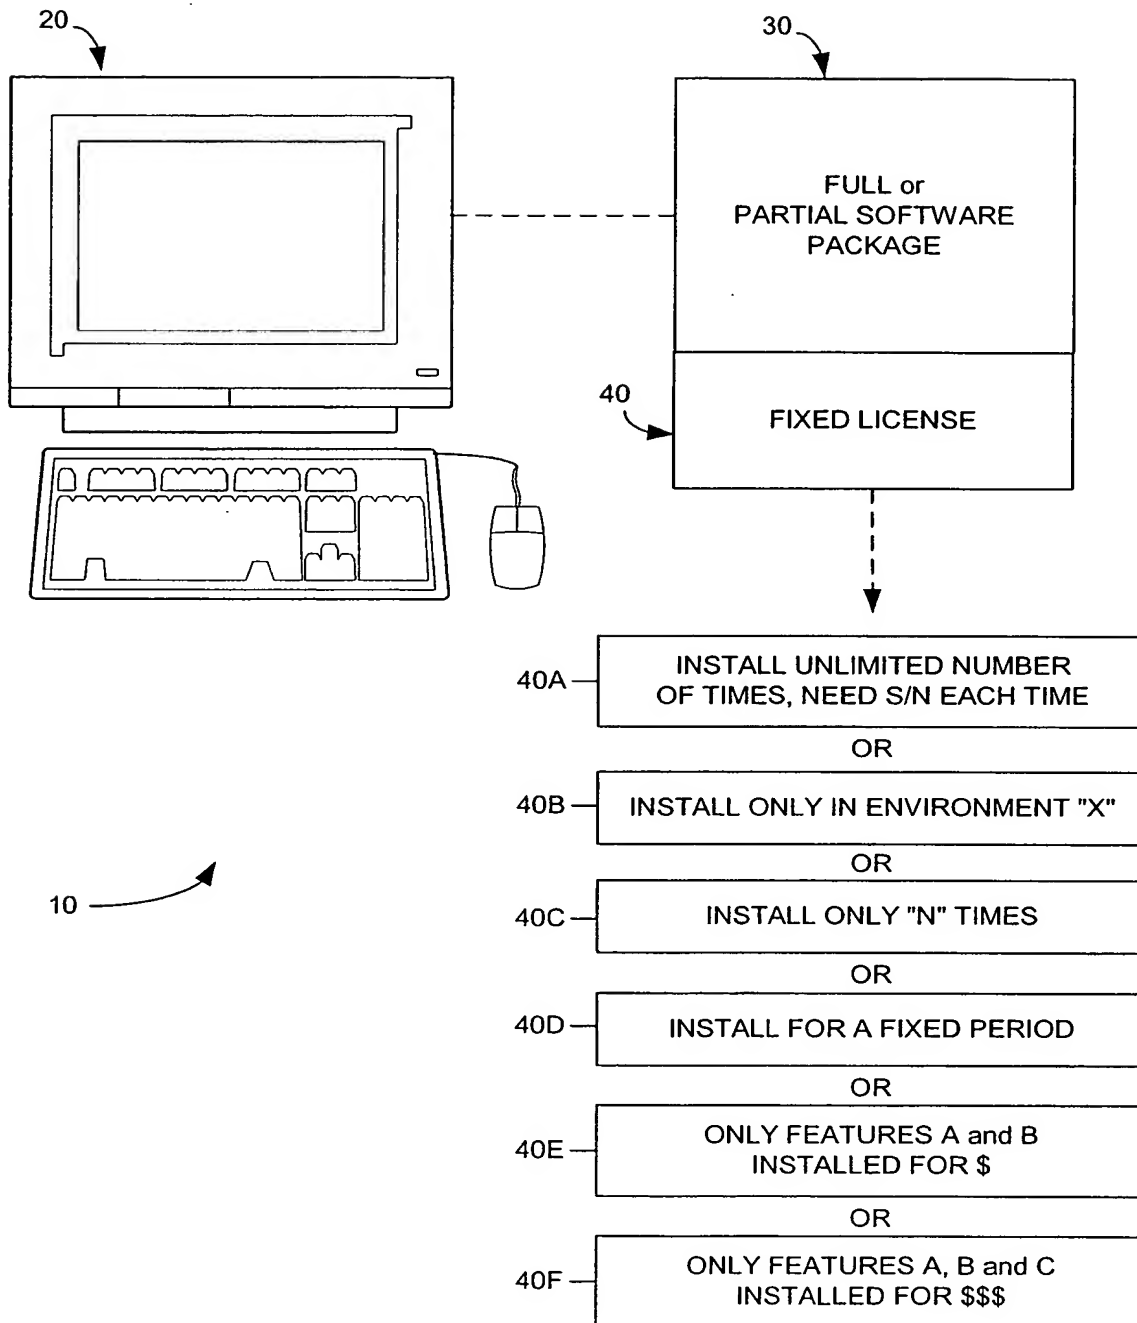 20
30
FULL or
PARTIAL SOFTWARE
PACKAGE
40
FIXED LICENSE
40A
INSTALL UNLIMITED NUMBER
OF TIMES, NEED S/N EACH TIME
OR
40B
INSTALL ONLY IN ENVIRONMENT "X"
OR
10
40C
INSTALL ONLY "N" TIMES
OR
40D
INSTALL FOR A FIXED PERIOD
OR
40E
ONLY FEATURES A and B
INSTALLED FOR $
OR
40F
ONLY FEATURES A, B and C
INSTALLED FOR $$$